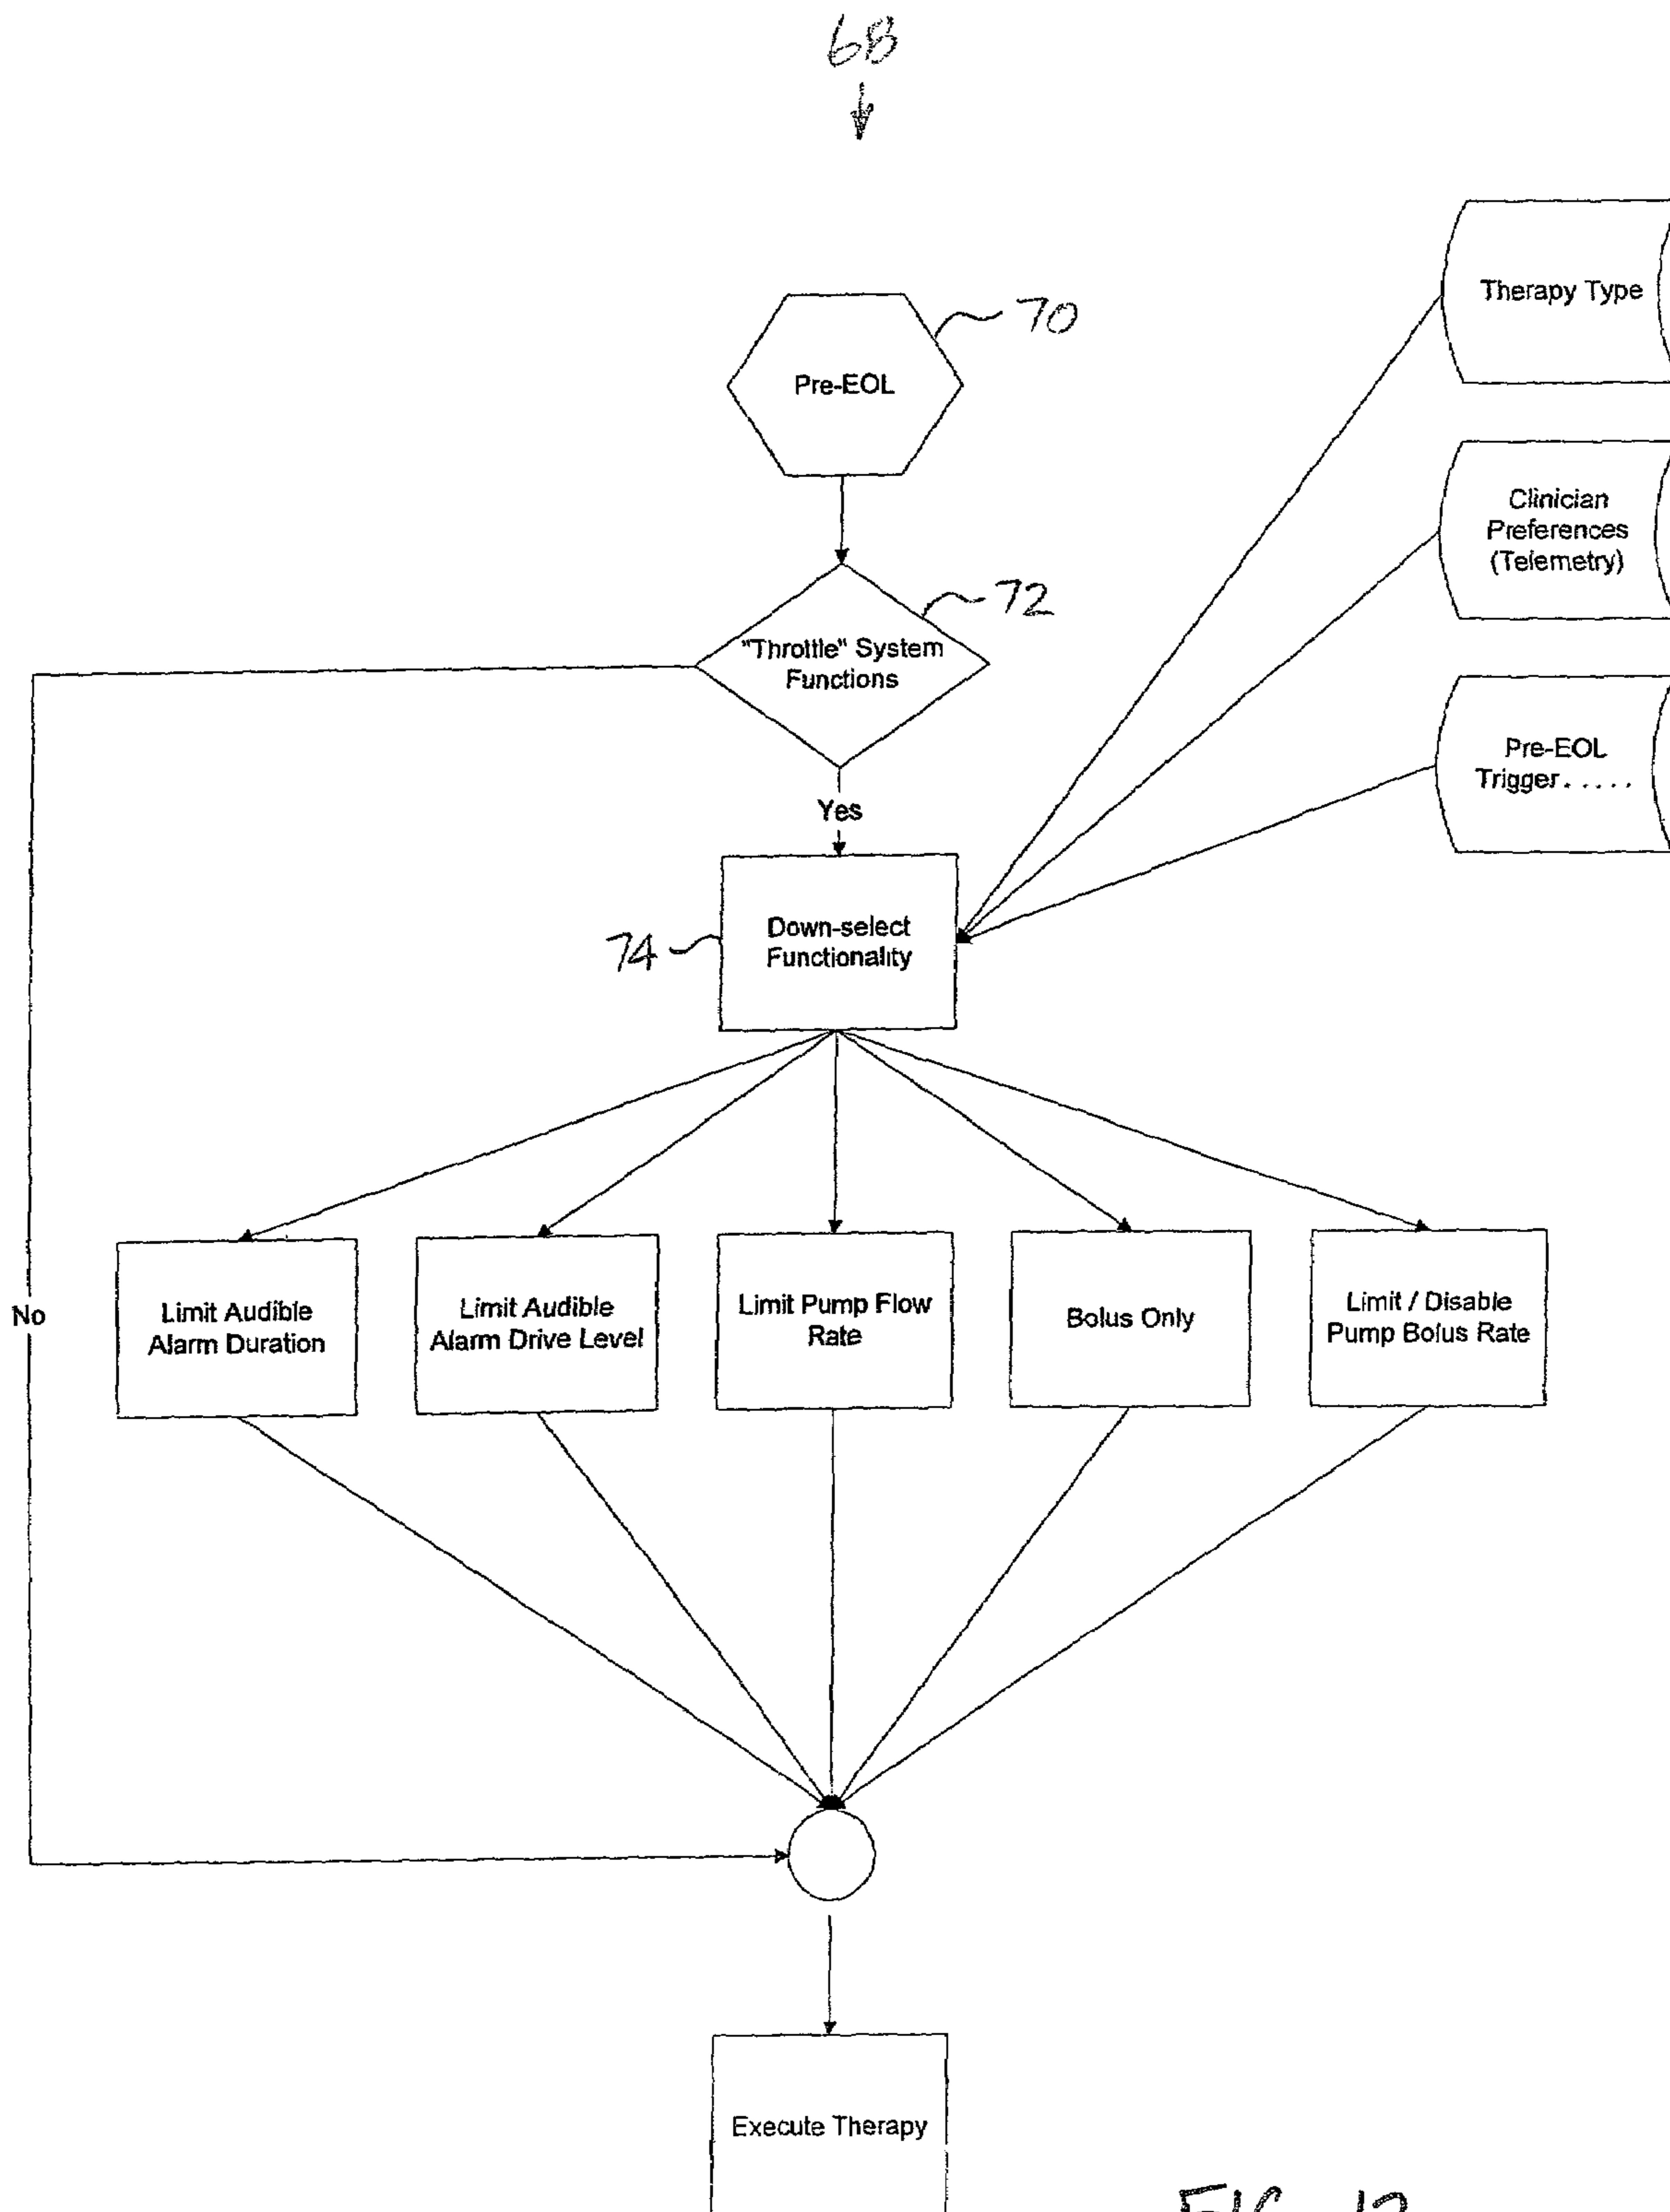 68
70
Pre-EOL
Therapy Type
Clinician
Preferences
(Telemetry)
72
"Throttle" System
Functions
Pre-EOL
Trigger.....
Yes
74
Down-select
Functionality
No
Limit Audible
Alarm Duration
Limit Audible
Alarm Drive Level
Limit Pump Flow
Rate
Bolus Only
Limit / Disable
Pump Bolus Rate
Execute Therapy
FIG. 12